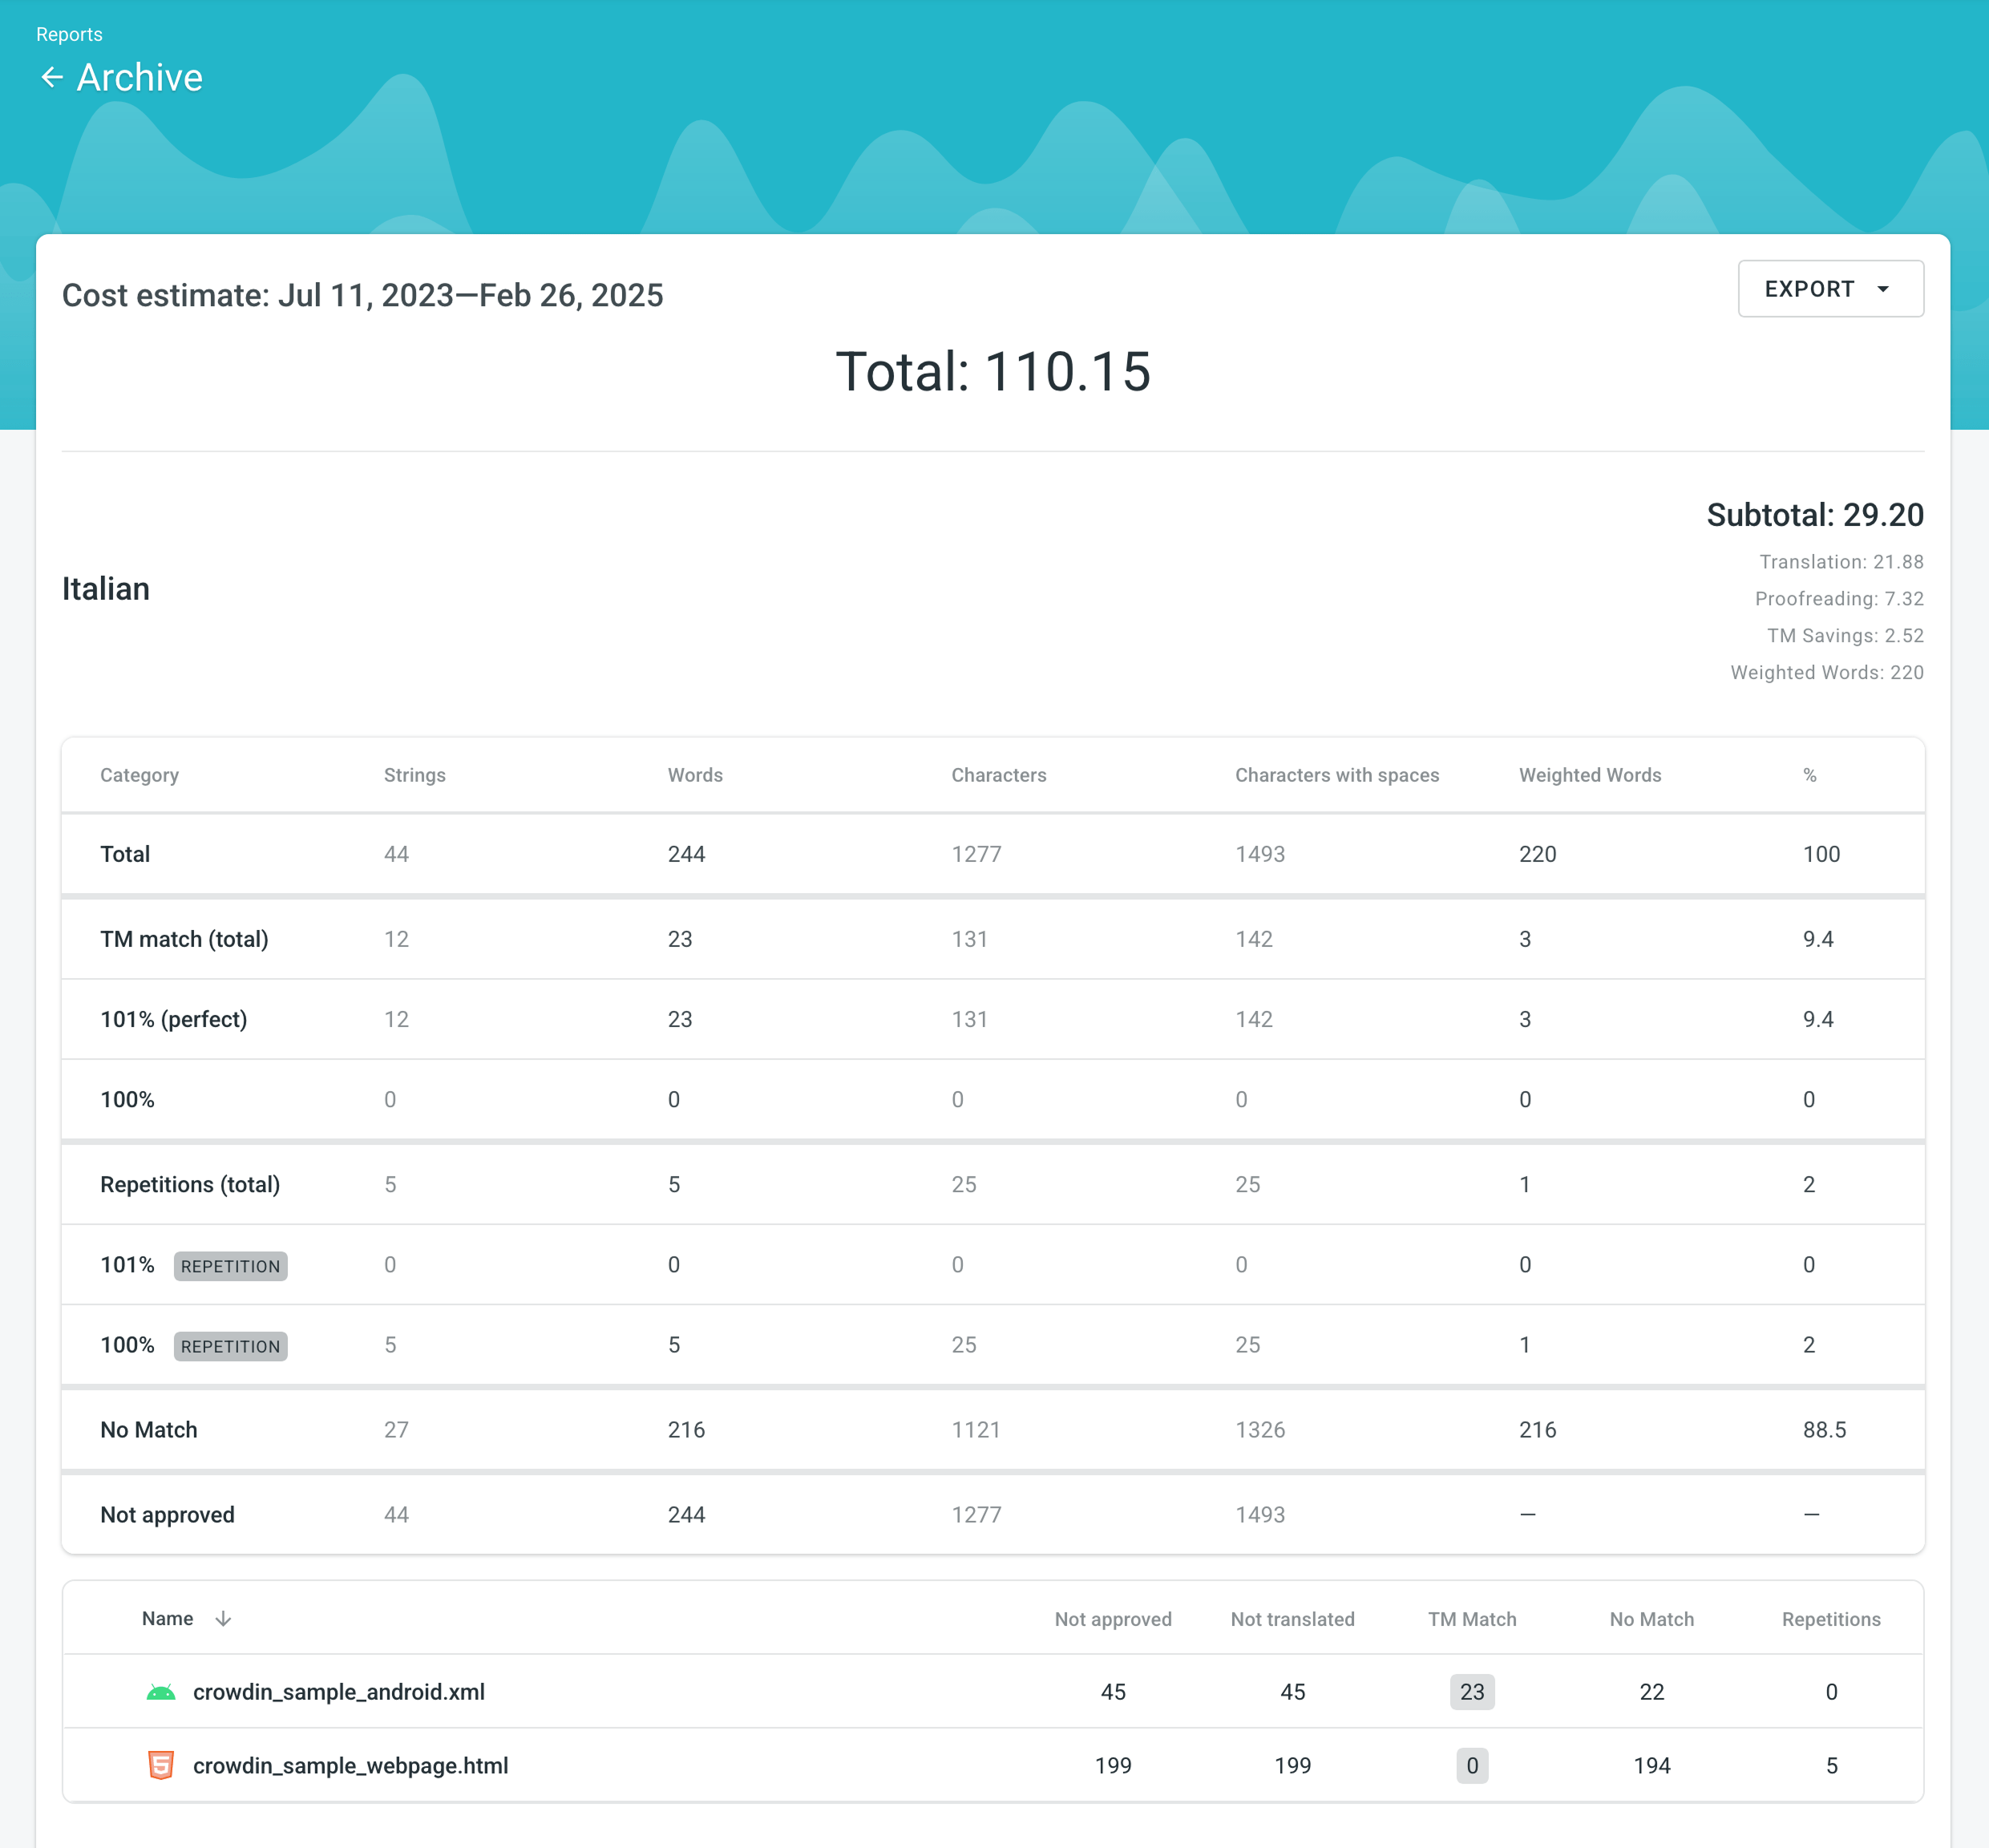 Reports
Archive
Cost estimate: Jul 11, 2023—Feb 26, 2025
EXPORT
Total: 110.15
Subtotal: 29.20
Translation: 21.88
Italian
Proofreading: 7.32
TM Savings: 2.52
Weighted Words: 220
Category Strings Words Characters Characters with spaces Weighted Words %
Total 44 244 1277 1493 220 100
TM match (total) 12 23 131 142 3 9.4
101% (perfect) 12 23 131 142 3 9.4
100% 0 0 0 0 0 0
Repetitions (total) 5 5 25 25 1 2
101% REPETITION 0 0 0 0 0 0
100% REPETITION 5 5 25 25 1 2
No Match 27 216 1121 1326 216 88.5
Not approved 44 244 1277 1493 — —
Name Not approved Not translated TM Match No Match Repetitions
crowdin_sample_android.xml 45 45 23 22 0
crowdin_sample_webpage.html 199 199 0 194 5